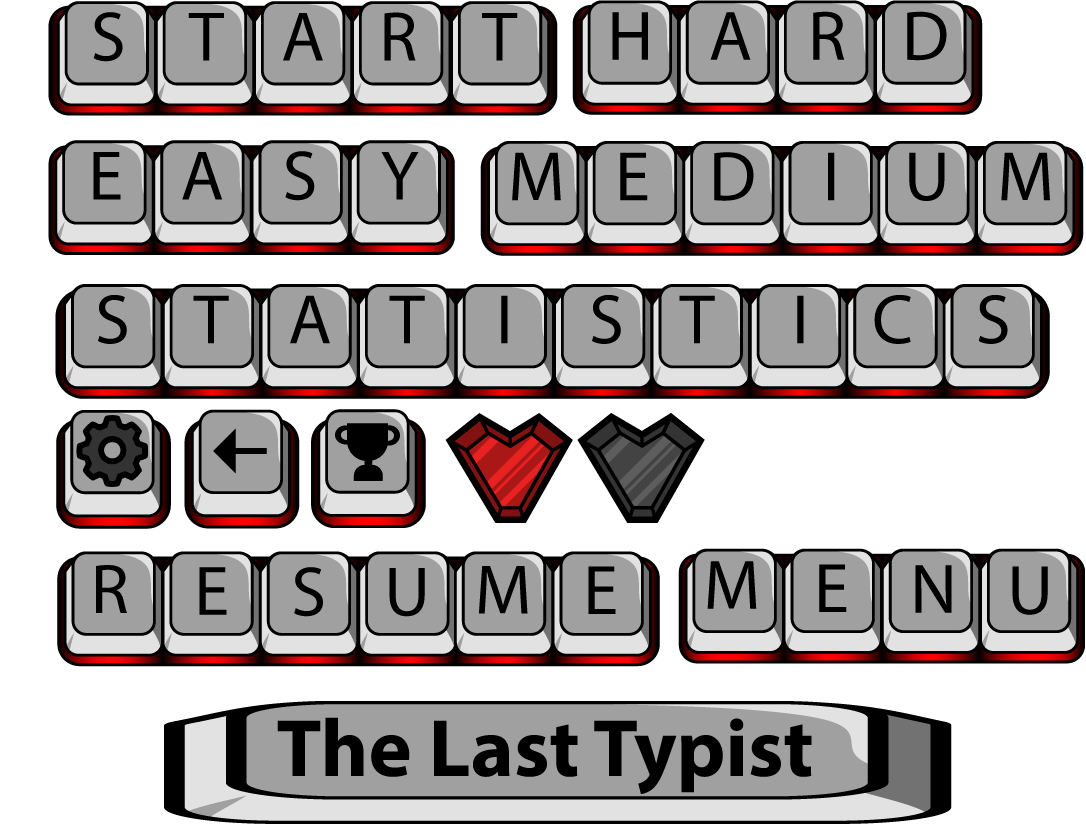 START HARD
EASY MEDIUM
STATISTICS
RESUME MENU
The Last Typist